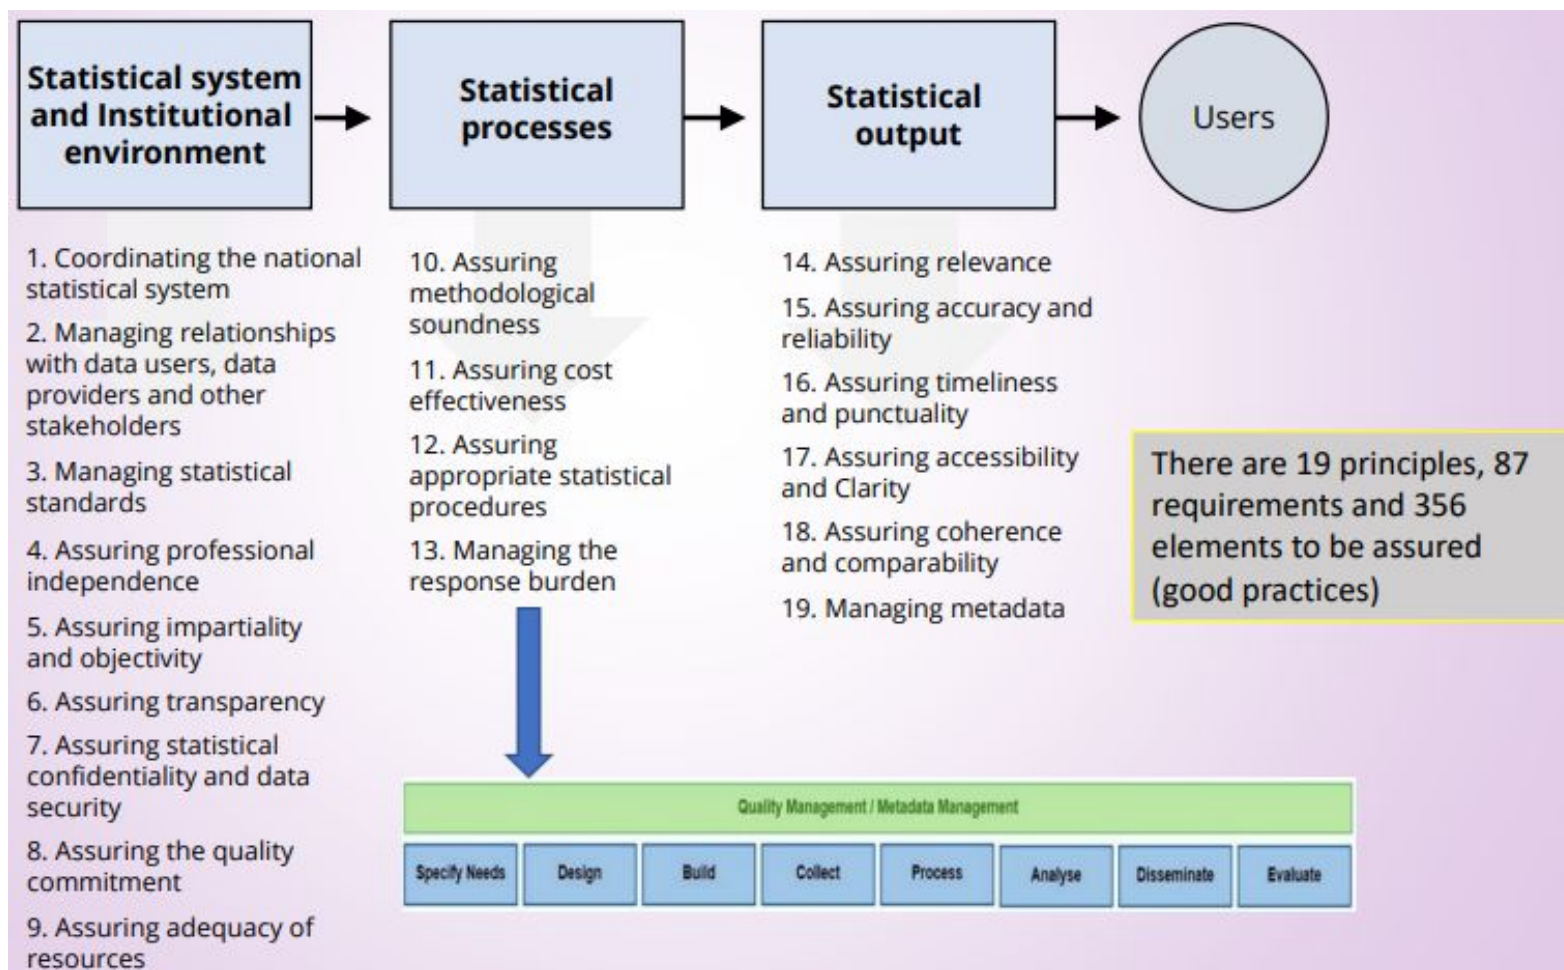 Statistical system
and Institutional
environment
Statistical
processes
Statistical
output
Users
1. Coordinating the national
statistical system
2. Managing relationships
with data users, data
providers and other
stakeholders
3. Managing statistical
standards
4. Assuring professional
independence
5. Assuring impartiality
and objectivity
6. Assuring transparency
7. Assuring statistical
confidentiality and data
security
8. Assuring the quality
commitment
9. Assuring adequacy of
resources
10. Assuring
methodological
soundness
11. Assuring cost
effectiveness
12. Assuring
appropriate statistical
procedures
13. Managing the
response burden
14. Assuring relevance
15. Assuring accuracy and
reliability
16. Assuring timeliness
and punctuality
17. Assuring accessibility
and Clarity
18. Assuring coherence
and comparability
19. Managing metadata
There are 19 principles, 87
requirements and 356
elements to be assured
(good practices)
Quality Management / Metadata Management
Specify Needs
Design
Build
Collect
Process
Analyse
Disseminate
Evaluate